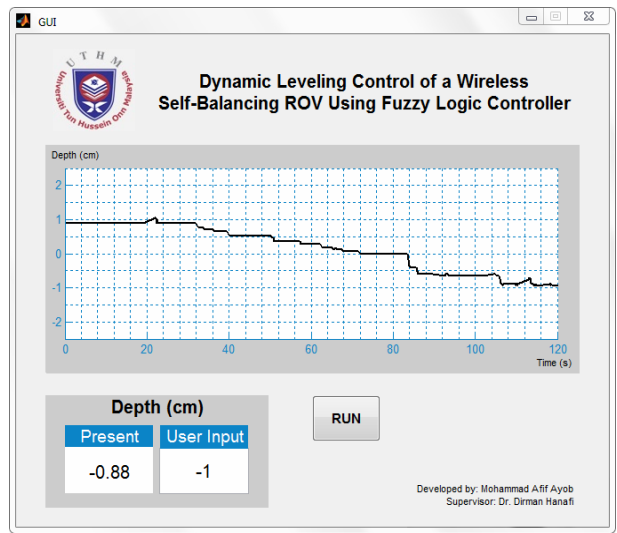 GUI
UTHM
Universiti Tun Hussein Onn Malaysia
Dynamic Leveling Control of a Wireless
Self-Balancing ROV Using Fuzzy Logic Controller
Depth (cm)
2
1
0
-1
-2
0 20 40 60 80 100 120
Time (s)
Depth (cm)
Present User Input
-0.88 -1
RUN
Developed by: Mohammad Afif Ayob
Supervisor: Dr. Dirman Hanafi